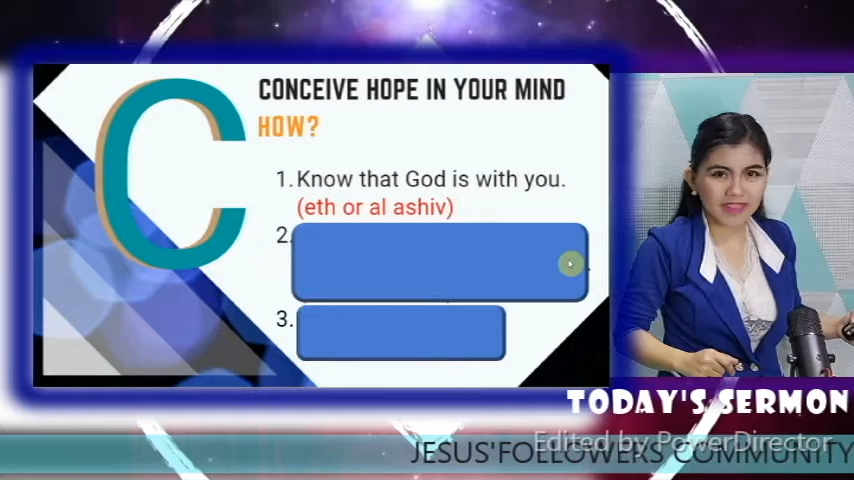 C
CONCEIVE HOPE IN YOUR MIND
HOW?
1. Know that God is with you.
(eth or al ashiv)
2.
3.
TODAY'S SERMON
Edited by PowerDirector
JESUS'FOLLOWERS COMMUNITY